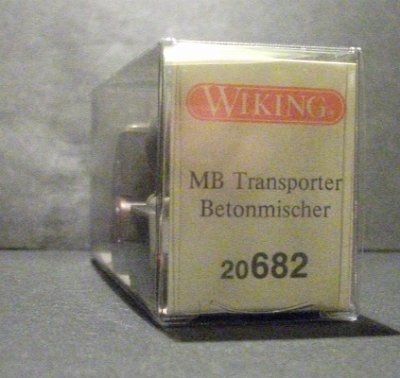 WIKING®
MB Transporter
Betonmischer
20682